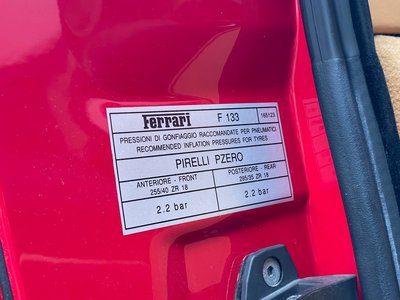 Ferrari F 133 165123
PRESSIONI DI GONFIAGGIO RACCOMANDATE PER PNEUMATICI
RECOMMENDED INFLATION PRESSURES FOR TYRES
PIRELLI PZERO
ANTERIORE - FRONT POSTERIORE - REAR
255/40 ZR 18 295/35 ZR 18
2.2 bar 2.2 bar